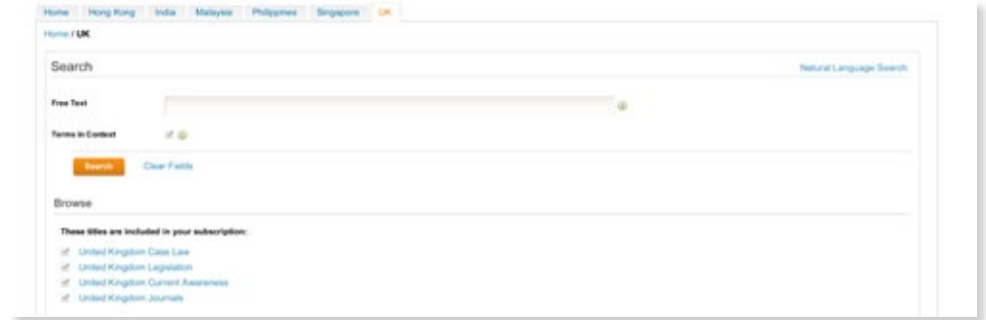 Home Hong Kong India Malaysia Philippines Singapore UK
Home / UK
Search Natural Language Search
Free Text
Terms in Context
Search Clear Fields
Browse
These titles are included in your subscription:
United Kingdom Case Law
United Kingdom Legislation
United Kingdom Current Awareness
United Kingdom Journals